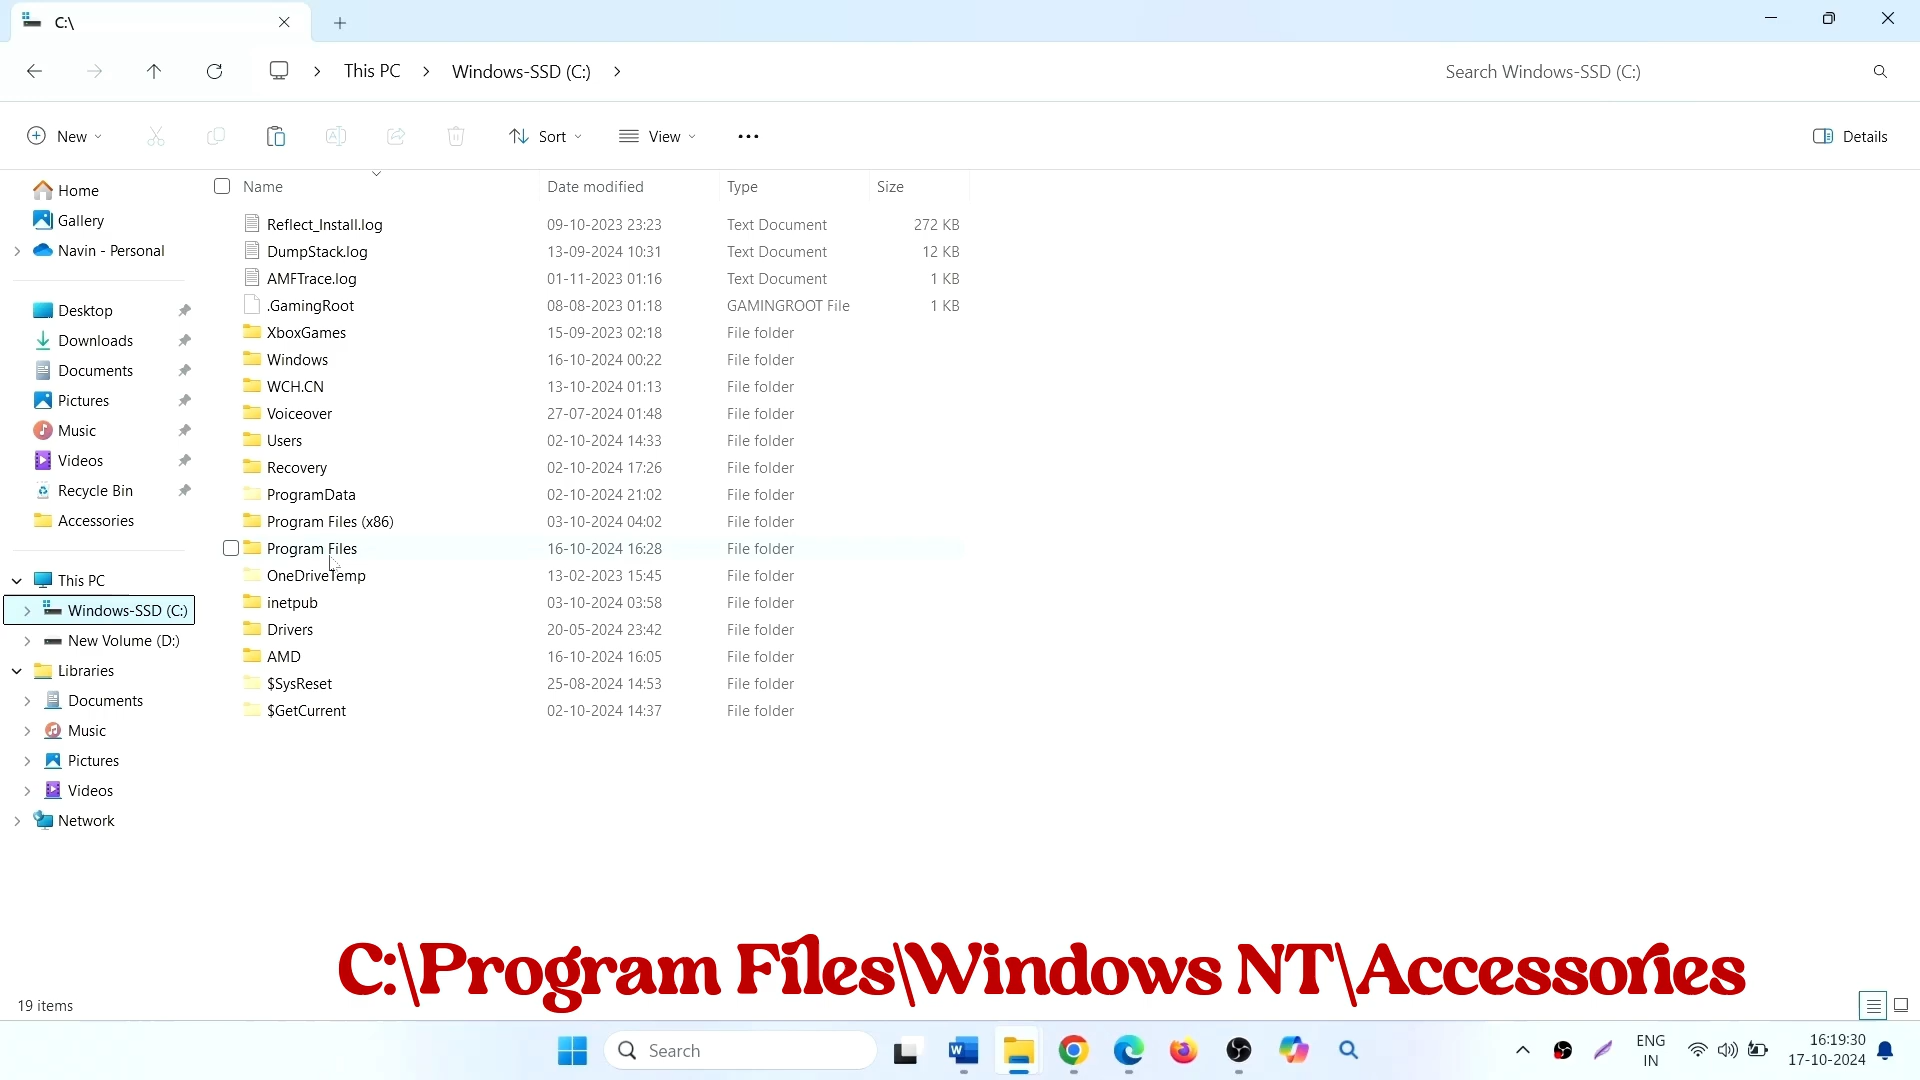 C:\
This PC
Windows-SSD (C:)
Search Windows-SSD (C:)
New
Sort
View
Details
Home
Gallery
Navin - Personal
Desktop
Downloads
Documents
Pictures
Music
Videos
Recycle Bin
Accessories
This PC
Windows-SSD (C:)
New Volume (D:)
Libraries
Documents
Music
Pictures
Videos
Network
Name Date modified Type Size
Reflect_Install.log 09-10-2023 23:23 Text Document 272 KB
DumpStack.log 13-09-2024 10:31 Text Document 12 KB
AMFTrace.log 01-11-2023 01:16 Text Document 1 KB
.GamingRoot 08-08-2023 01:18 GAMINGROOT File 1 KB
XboxGames 15-09-2023 02:18 File folder
Windows 16-10-2024 00:22 File folder
WCH.CN 13-10-2024 01:13 File folder
Voiceover 27-07-2024 01:48 File folder
Users 02-10-2024 14:33 File folder
Recovery 02-10-2024 17:26 File folder
ProgramData 02-10-2024 21:02 File folder
Program Files (x86) 03-10-2024 04:02 File folder
Program Files 16-10-2024 16:28 File folder
OneDriveTemp 13-02-2023 15:45 File folder
inetpub 03-10-2024 03:58 File folder
Drivers 20-05-2024 23:42 File folder
AMD 16-10-2024 16:05 File folder
$SysReset 25-08-2024 14:53 File folder
$GetCurrent 02-10-2024 14:37 File folder
C:\Program Files\Windows NT\Accessories
19 items
Search
ENG
IN
16:19:30
17-10-2024